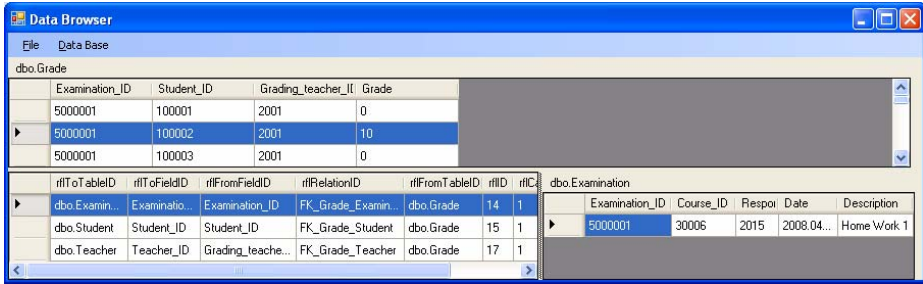 Data Browser
File Data Base
dbo.Grade
Examination_ID Student_ID Grading_teacher_I Grade
5000001 100001 2001 0
5000001 100002 2001 10
5000001 100003 2001 0
rflToTableID rflToFieldID rflFromFieldID rflRelationID rflFromTableID rflID rflCa
dbo.Examin... Examinatio... Examination_ID FK_Grade_Examin... dbo.Grade 14 1
dbo.Student Student_ID Student_ID FK_Grade_Student dbo.Grade 15 1
dbo.Teacher Teacher_ID Grading_teache... FK_Grade_Teacher dbo.Grade 17 1
dbo.Examination
Examination_ID Course_ID Respoi Date Description
5000001 30006 2015 2008.04... Home Work 1